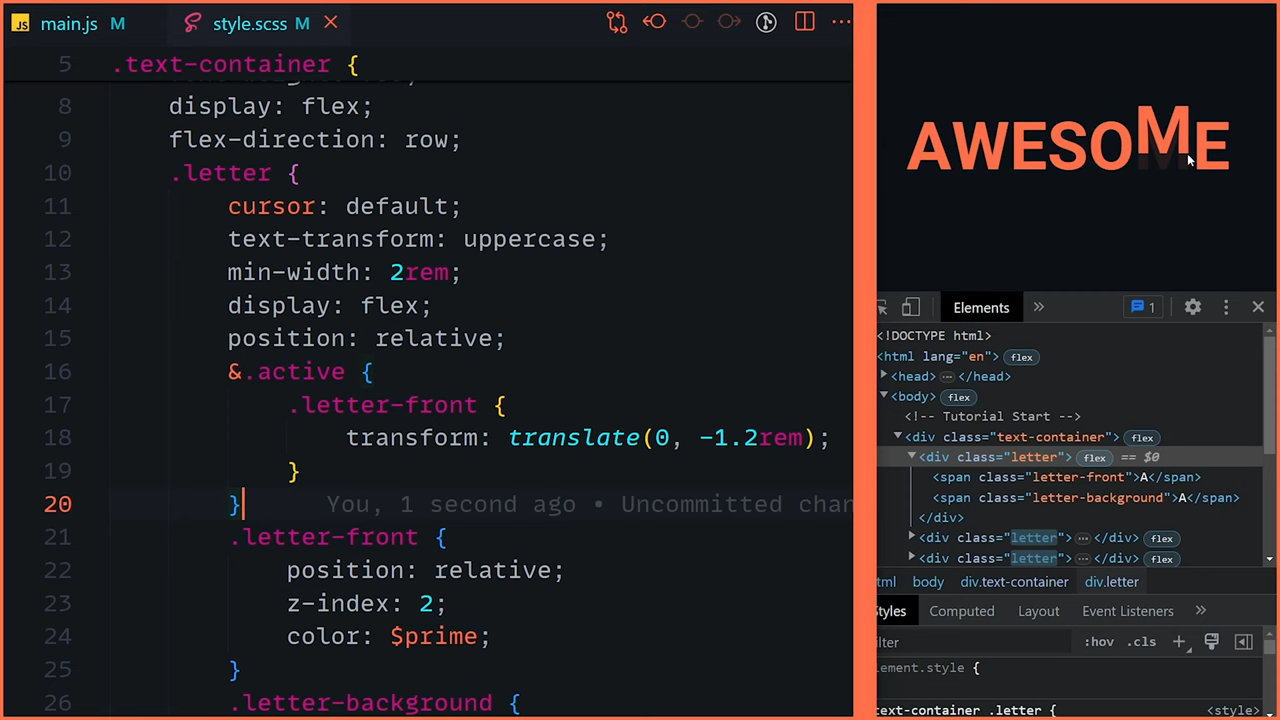 JS main.js M
style.scss M
5 .text-container {
8 display: flex;
9 flex-direction: row;
10 .letter {
11 cursor: default;
12 text-transform: uppercase;
13 min-width: 2rem;
14 display: flex;
15 position: relative;
16 &.active {
17 .letter-front {
18 transform: translate(0, -1.2rem);
19 }
20 } You, 1 second ago • Uncommitted chan
21 .letter-front {
22 position: relative;
23 z-index: 2;
24 color: $prime;
25 }
26 .letter-background {
AWESOME
Elements » 1
<!DOCTYPE html>
<html lang="en"> flex
<head> ⋯ </head>
<body> flex
<!-- Tutorial Start -->
<div class="text-container"> flex
<div class="letter"> flex == $0
<span class="letter-front">A</span>
<span class="letter-background">A</span>
</div>
<div class="letter"> ⋯ </div> flex
<div class="letter"> ⋯ </div> flex
tml body div.text-container div.letter
Styles Computed Layout Event Listeners »
ilter :hov .cls +
element.style {
text-container .letter { <style>